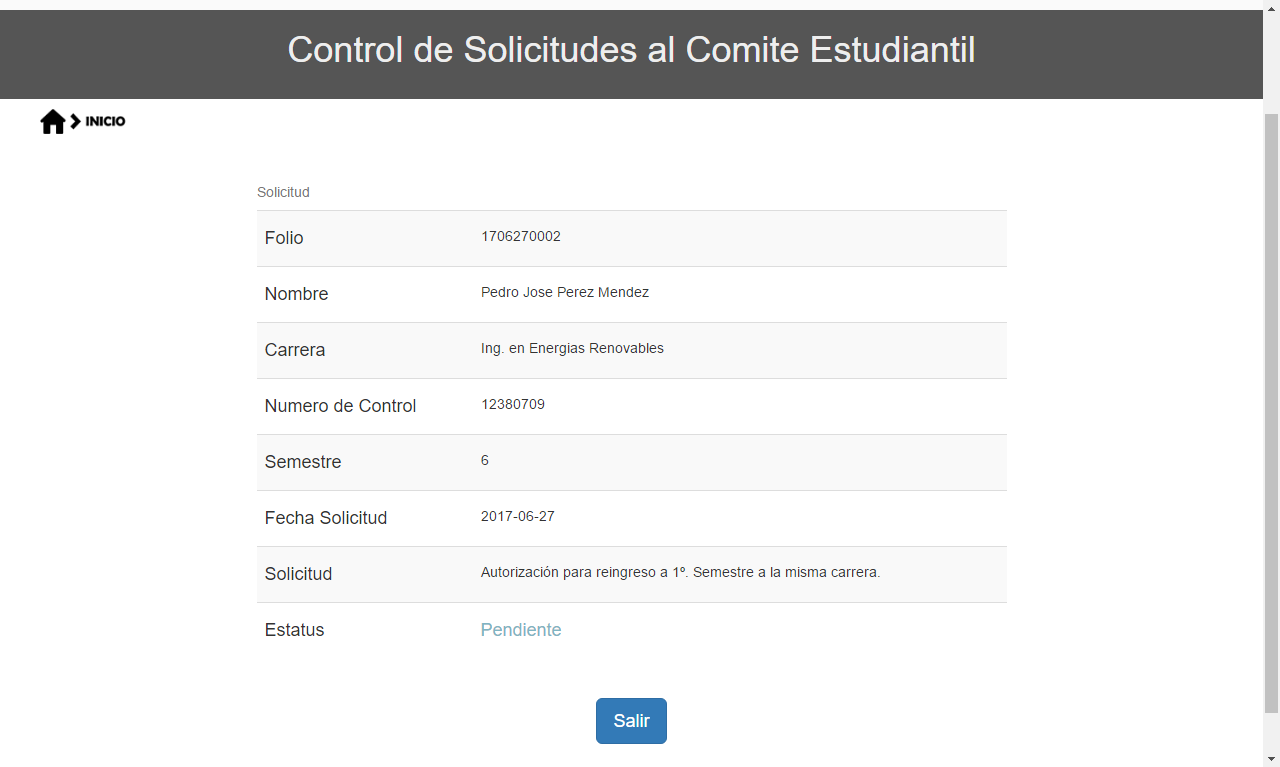 Control de Solicitudes al Comite Estudiantil
INICIO
Solicitud
Folio 1706270002
Nombre Pedro Jose Perez Mendez
Carrera Ing. en Energias Renovables
Numero de Control 12380709
Semestre 6
Fecha Solicitud 2017-06-27
Solicitud Autorización para reingreso a 1º. Semestre a la misma carrera.
Estatus Pendiente
Salir